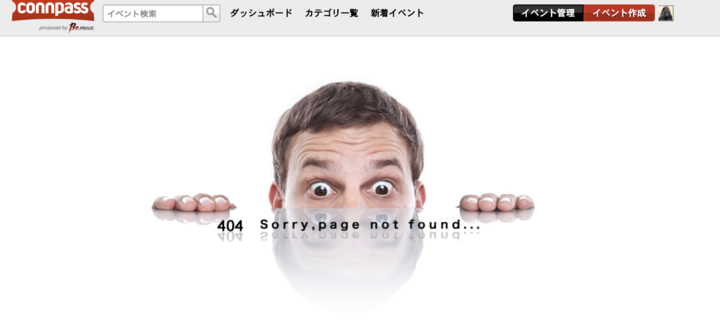 connpass
produced by BePROUD
イベント検索
ダッシュボード カテゴリ一覧 新着イベント
イベント管理 イベント作成
404 Sorry,page not found...